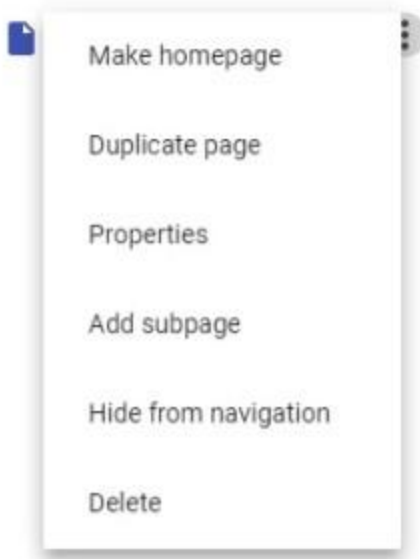 Make homepage
Duplicate page
Properties
Add subpage
Hide from navigation
Delete